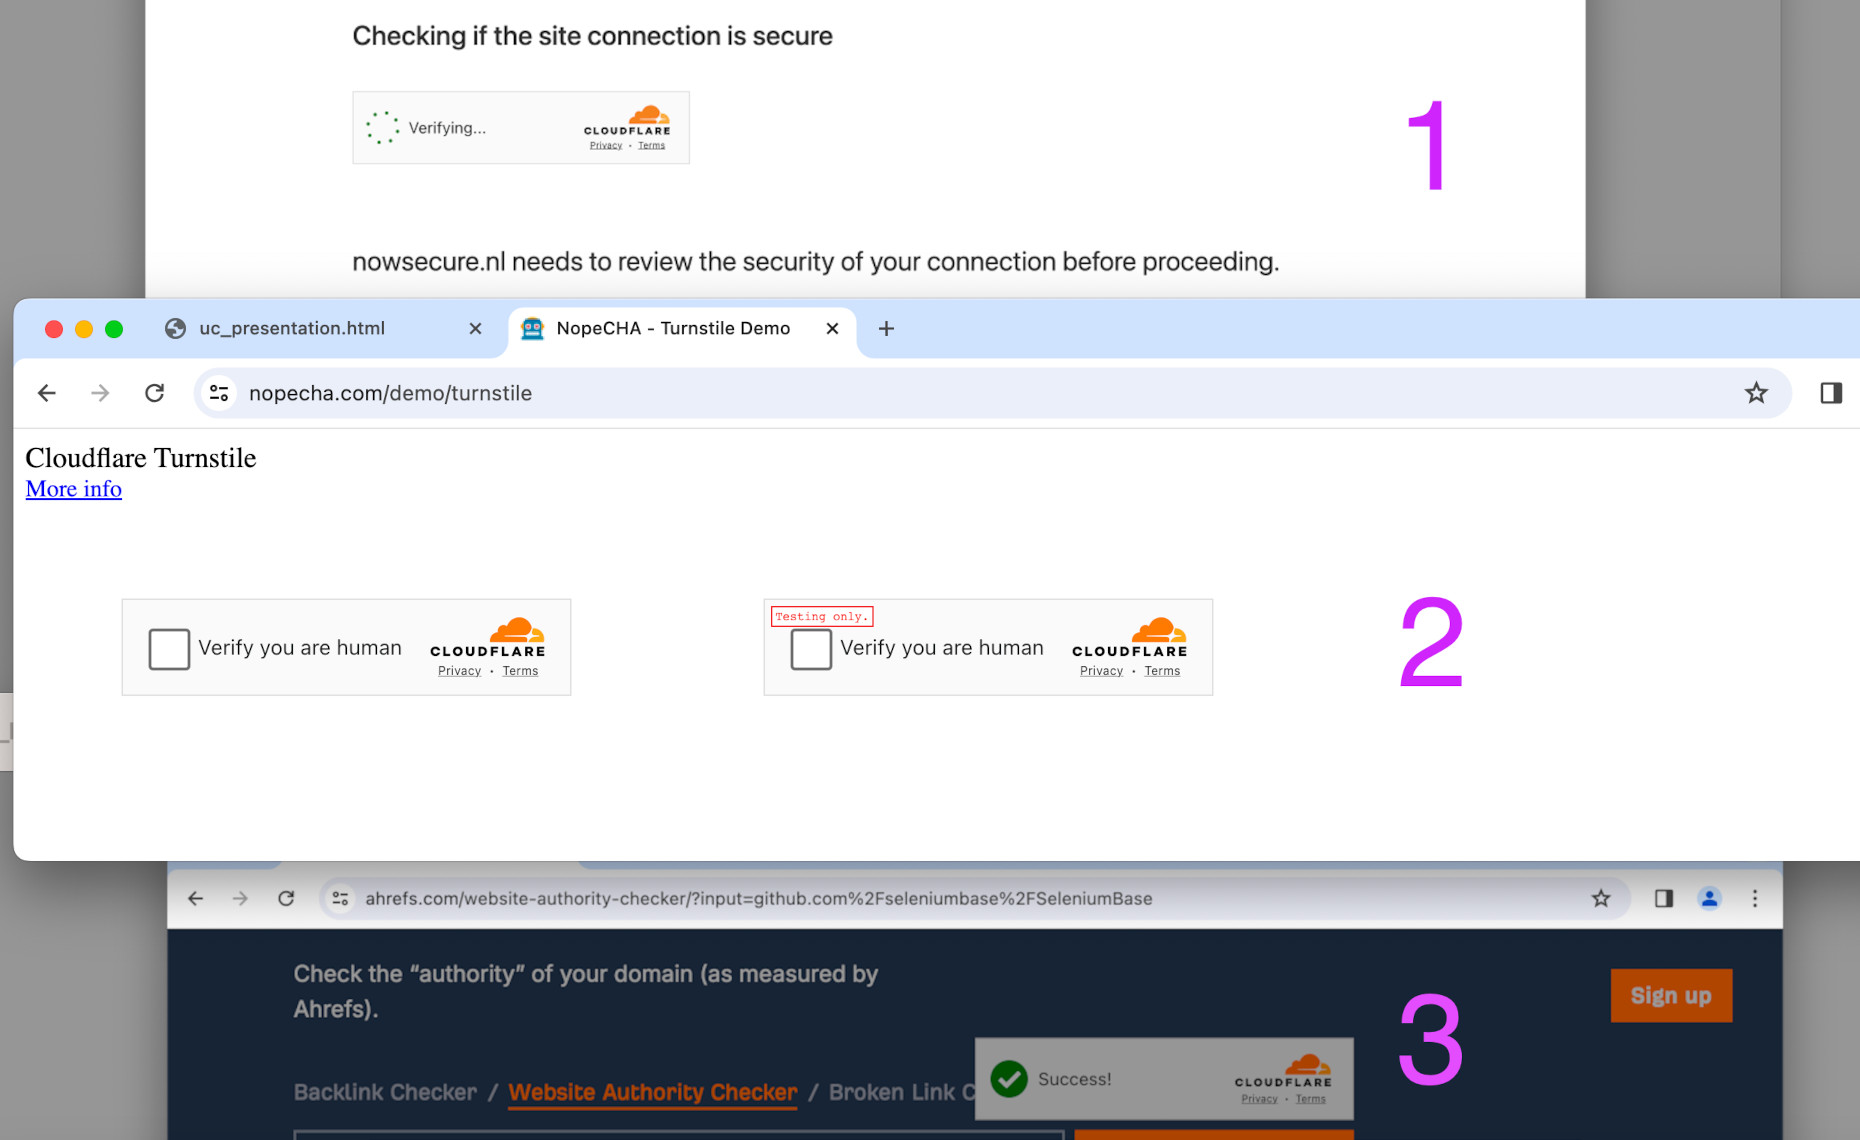 Checking if the site connection is secure
Verifying...
CLOUDFLARE
Privacy • Terms
1
nowsecure.nl needs to review the security of your connection before proceeding.
uc_presentation.html
NopeCHA - Turnstile Demo
nopecha.com/demo/turnstile
Cloudflare Turnstile
More info
Verify you are human
CLOUDFLARE
Privacy • Terms
Testing only.
Verify you are human
CLOUDFLARE
Privacy • Terms
2
ahrefs.com/website-authority-checker/?input=github.com%2Fseleniumbase%2FSeleniumBase
Check the “authority” of your domain (as measured by
Ahrefs).
Sign up
3
Backlink Checker / Website Authority Checker / Broken Link C
Success!
CLOUDFLARE
Privacy • Terms